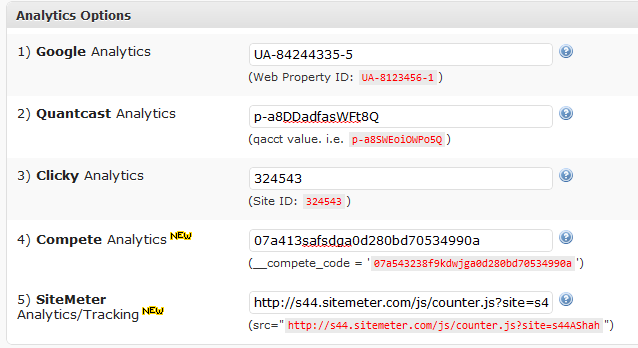 Analytics Options
1) Google Analytics
UA-84244335-5
(Web Property ID: UA-8123456-1 )
2) Quantcast Analytics
p-a8DDadfasWFt8Q
(qacct value. i.e. p-a8SWEoiOWPo5Q )
3) Clicky Analytics
324543
(Site ID: 324543 )
4) Compete Analytics NEW
07a413safsdga0d280bd70534990a
(__compete_code = '07a543238f9kdwjga0d280bd70534990a')
5) SiteMeter
Analytics/Tracking NEW
http://s44.sitemeter.com/js/counter.js?site=s4
(src="http://s44.sitemeter.com/js/counter.js?site=s44AShah")